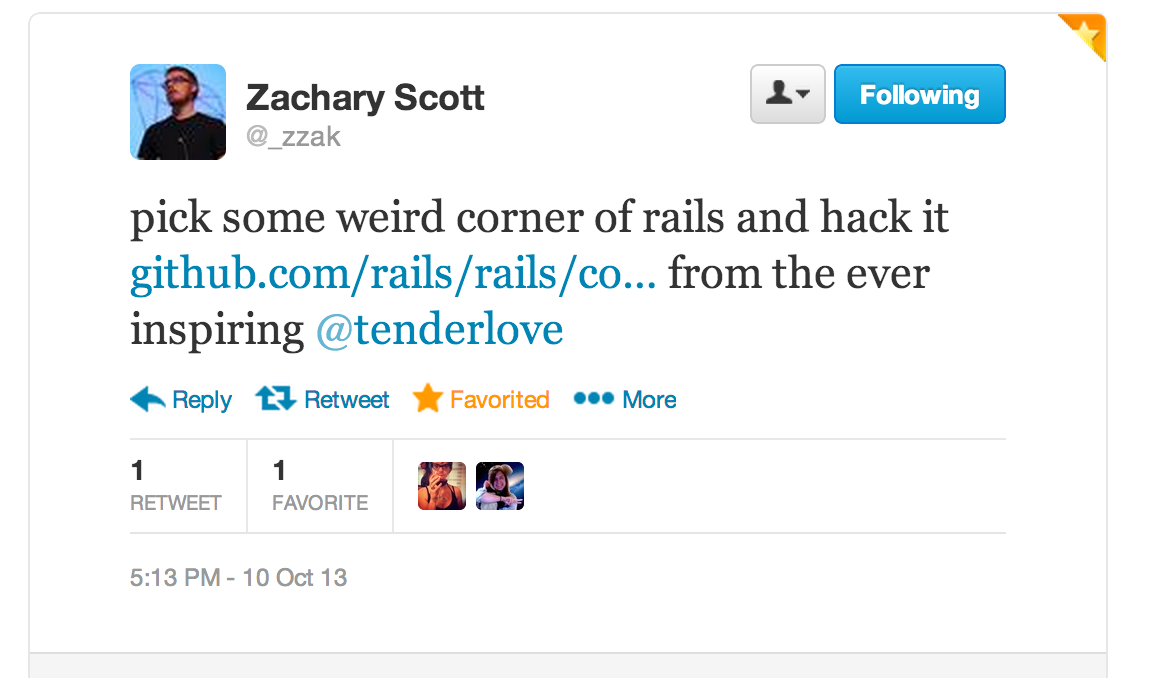 Zachary Scott
@_zzak
Following
pick some weird corner of rails and hack it
github.com/rails/rails/co... from the ever
inspiring @tenderlove
Reply Retweet Favorited More
1 1
RETWEET FAVORITE
5:13 PM - 10 Oct 13